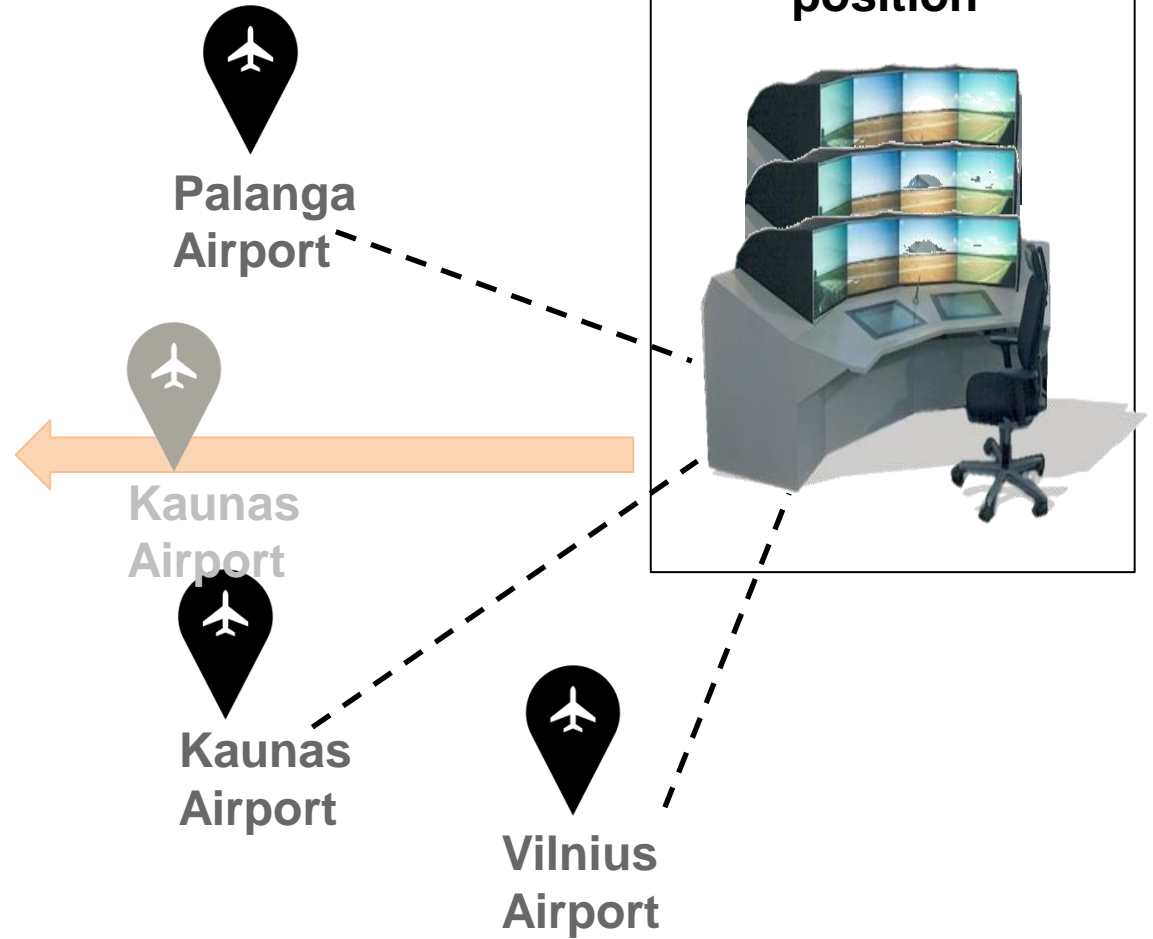 position
Palanga
Airport
Kaunas
Airport
Kaunas
Airport
Vilnius
Airport